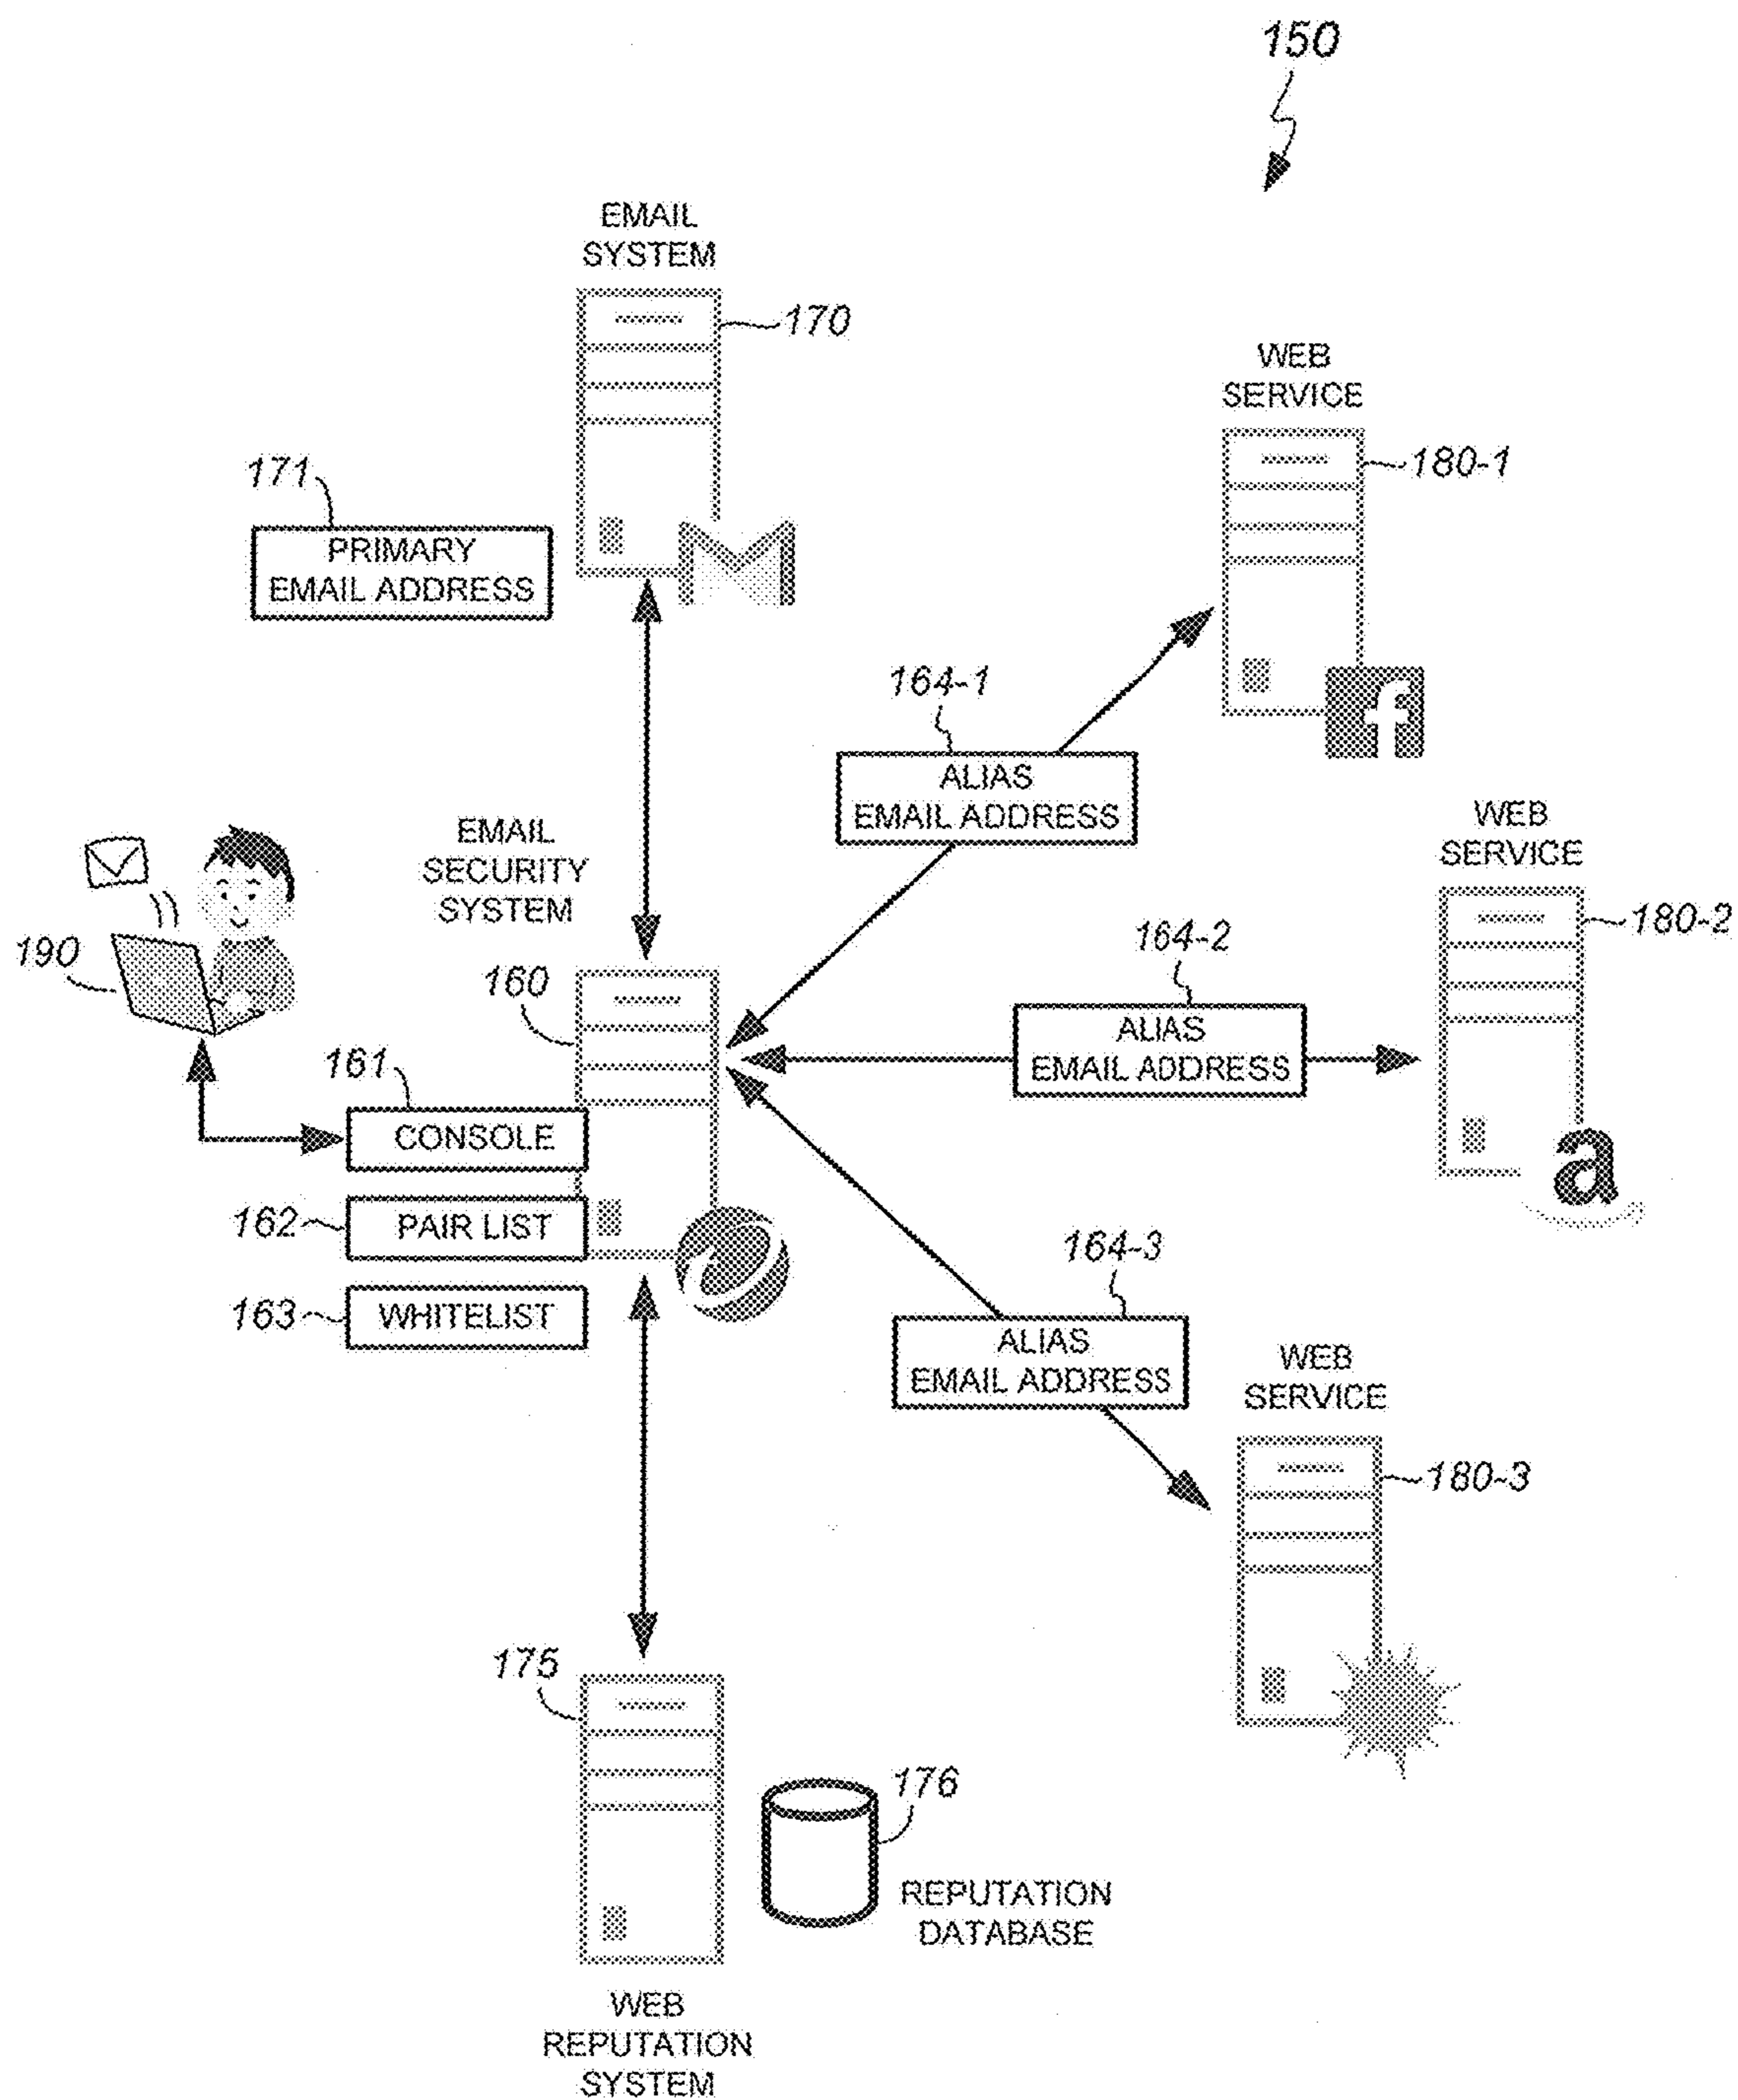 150
EMAIL
SYSTEM
170
WEB
SERVICE
180-1
171
PRIMARY
EMAIL ADDRESS
164-1
ALIAS
EMAIL ADDRESS
f
WEB
SERVICE
180-2
EMAIL
SECURITY
SYSTEM
190
160
164-2
ALIAS
EMAIL ADDRESS
161
CONSOLE
a
162
PAIR LIST
163
WHITELIST
164-3
ALIAS
EMAIL ADDRESS
WEB
SERVICE
180-3
175
176
REPUTATION
DATABASE
WEB
REPUTATION
SYSTEM